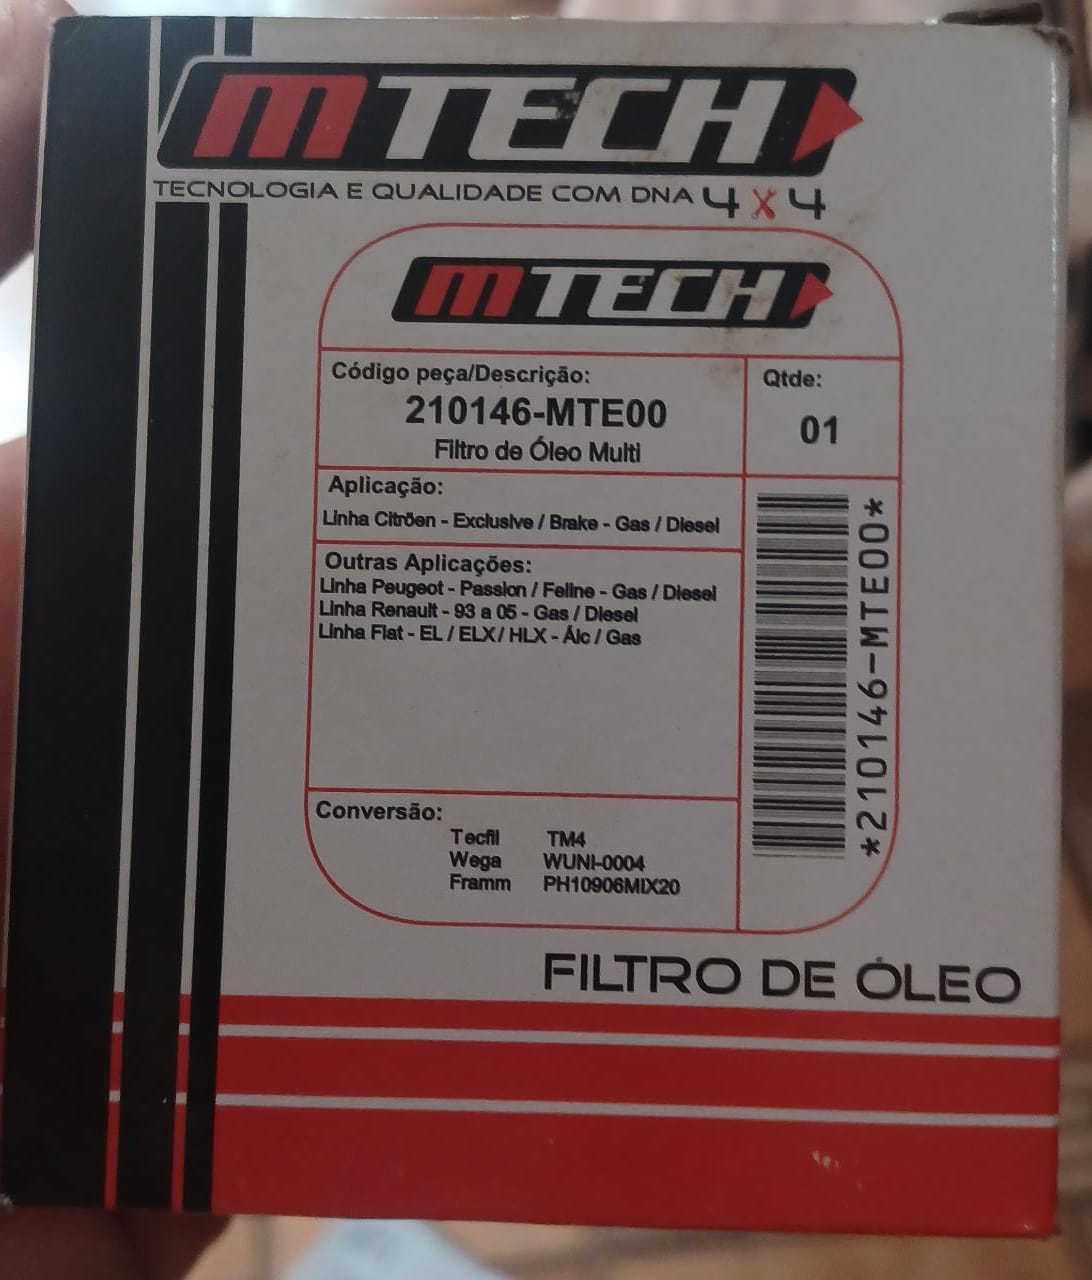 MTECH
TECNOLOGIA E QUALIDADE COM DNA 4X4
MTECH
Código peça/Descrição:
210146-MTE00
Filtro de Óleo Multi
Qtde:
01
Aplicação:
Linha Citröen - Exclusive / Brake - Gas / Diesel
Outras Aplicações:
Linha Peugeot - Passion / Feline - Gas / Diesel
Linha Renault - 93 a 05 - Gas / Diesel
Linha Fiat - EL / ELX/ HLX - Álc / Gas
*210146-MTE00*
Conversão:
Tecfil TM4
Wega WUNI-0004
Framm PH10906MIX20
FILTRO DE ÓLEO